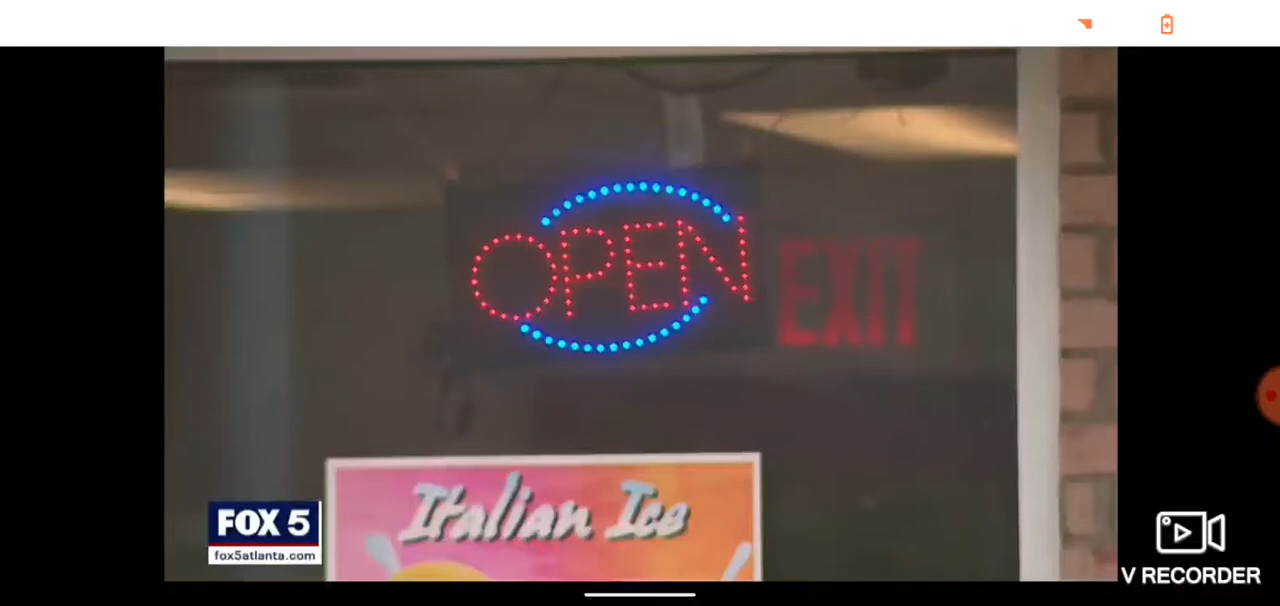 OPEN
EXIT
Italian Ice
FOX 5
fox5atlanta.com
V RECORDER